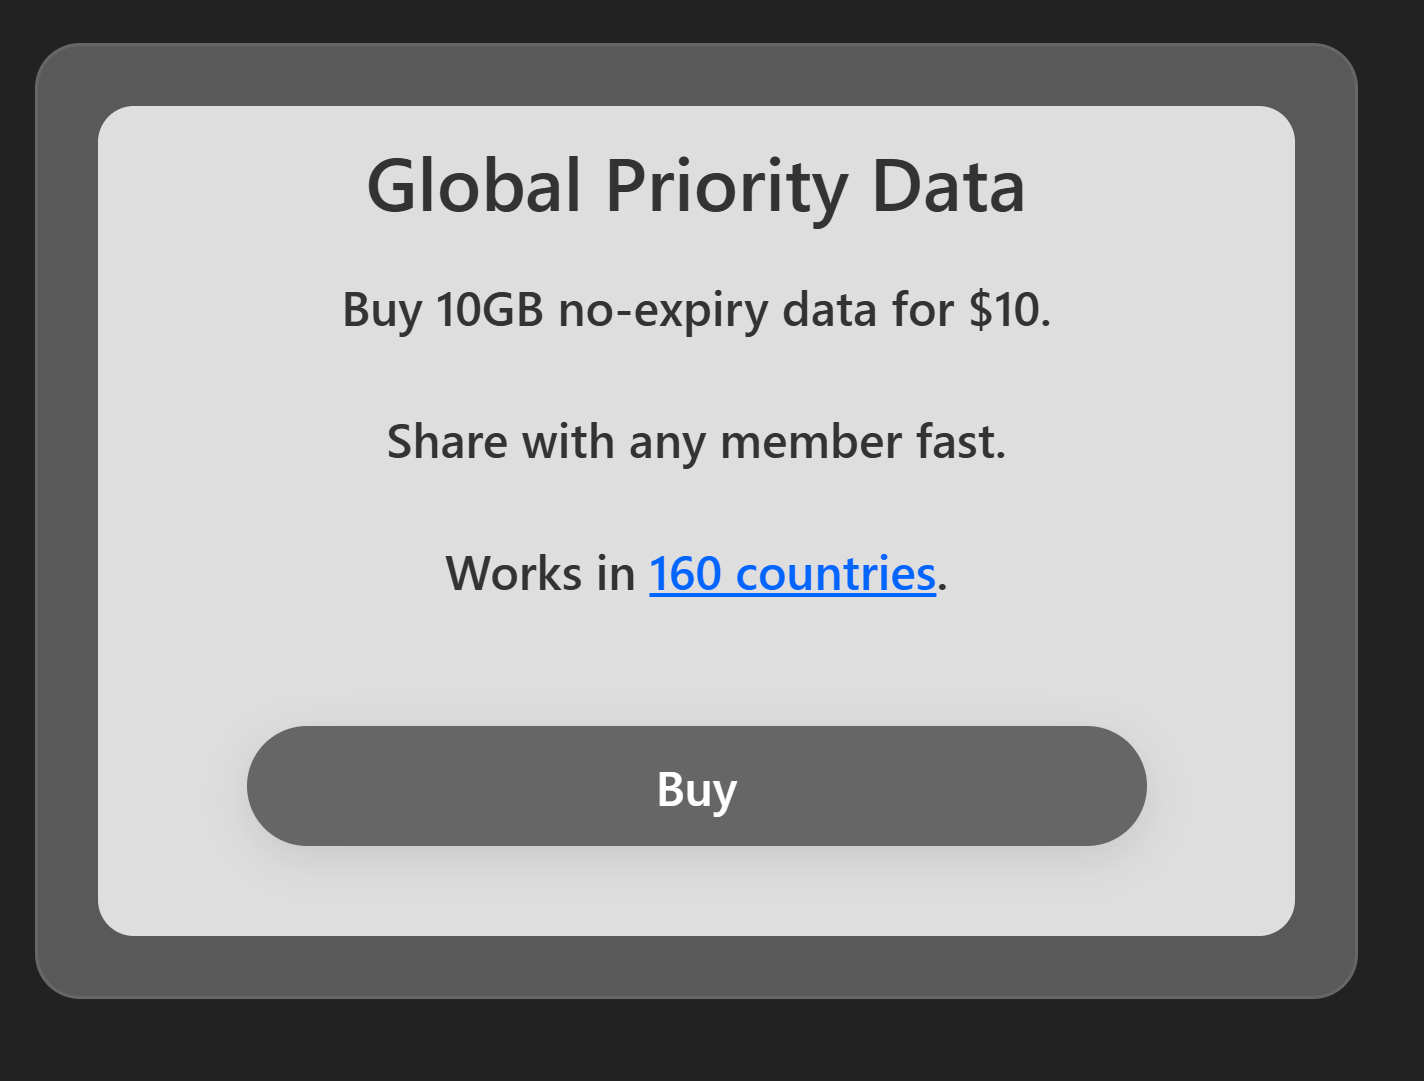 Global Priority Data
Buy 10GB no-expiry data for $10.
Share with any member fast.
Works in 160 countries.
Buy